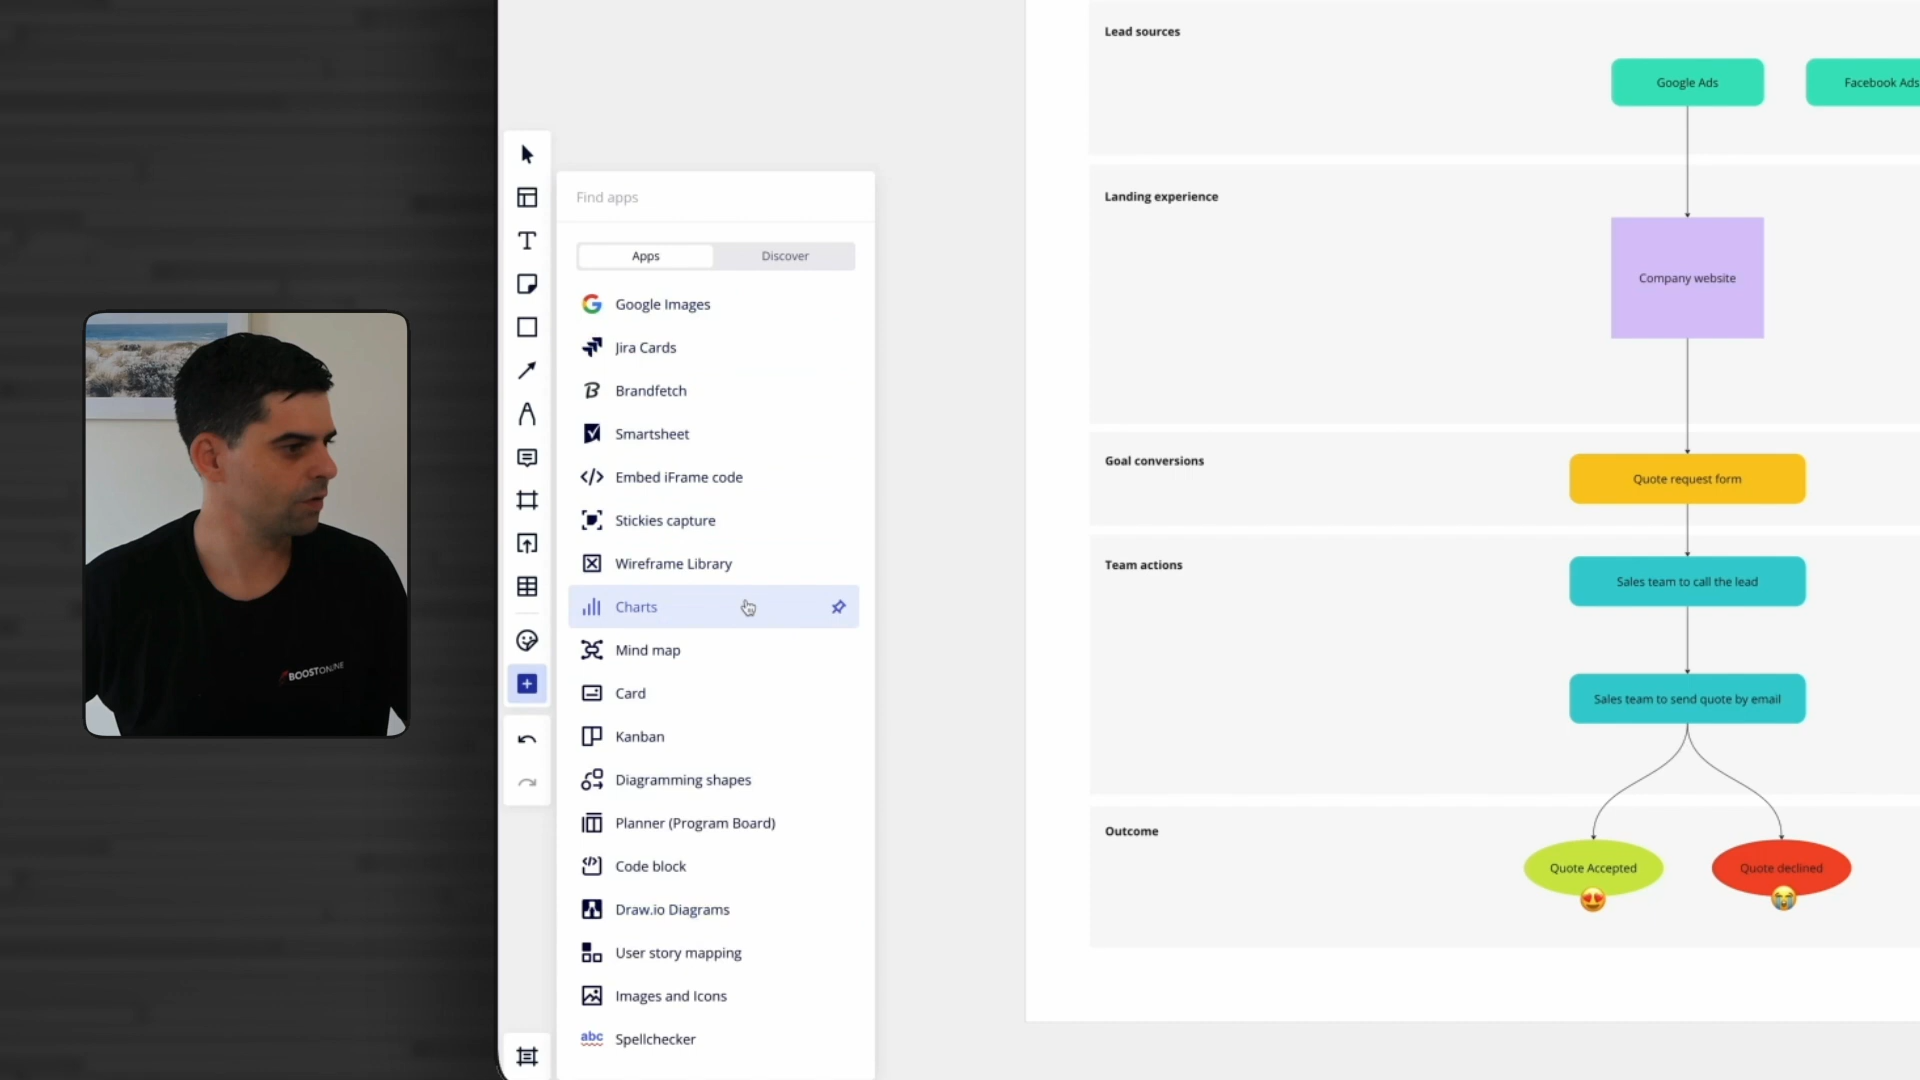 Find apps
Apps
Discover
Google Images
Jira Cards
Brandfetch
Smartsheet
Embed iFrame code
Stickies capture
Wireframe Library
Charts
Mind map
Card
Kanban
Diagramming shapes
Planner (Program Board)
Code block
Draw.io Diagrams
User story mapping
Images and Icons
abc Spellchecker
BOOSTONLINE
Lead sources
Google Ads
Facebook Ads
Landing experience
Company website
Goal conversions
Quote request form
Team actions
Sales team to call the lead
Sales team to send quote by email
Outcome
Quote Accepted
Quote declined